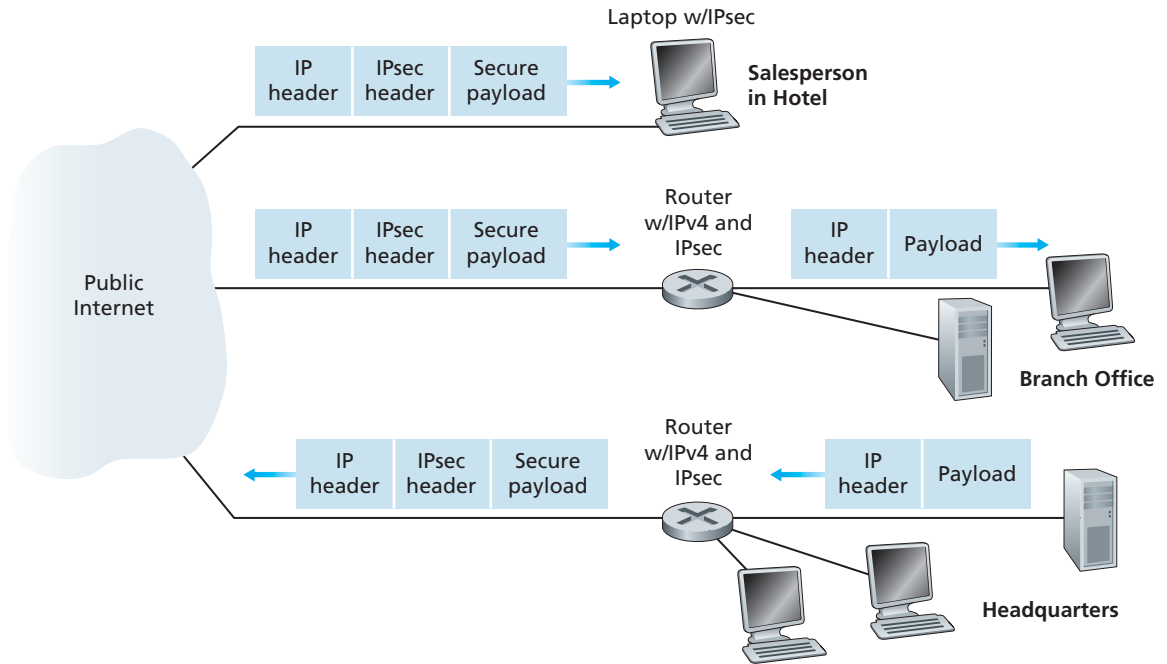 Laptop w/IPsec
IP header
IPsec header
Secure payload
Salesperson
in Hotel
Public
Internet
IP header
IPsec header
Secure payload
Router
w/IPv4 and
IPsec
IP header
Payload
Branch Office
IP header
IPsec header
Secure payload
Router
w/IPv4 and
IPsec
IP header
Payload
Headquarters